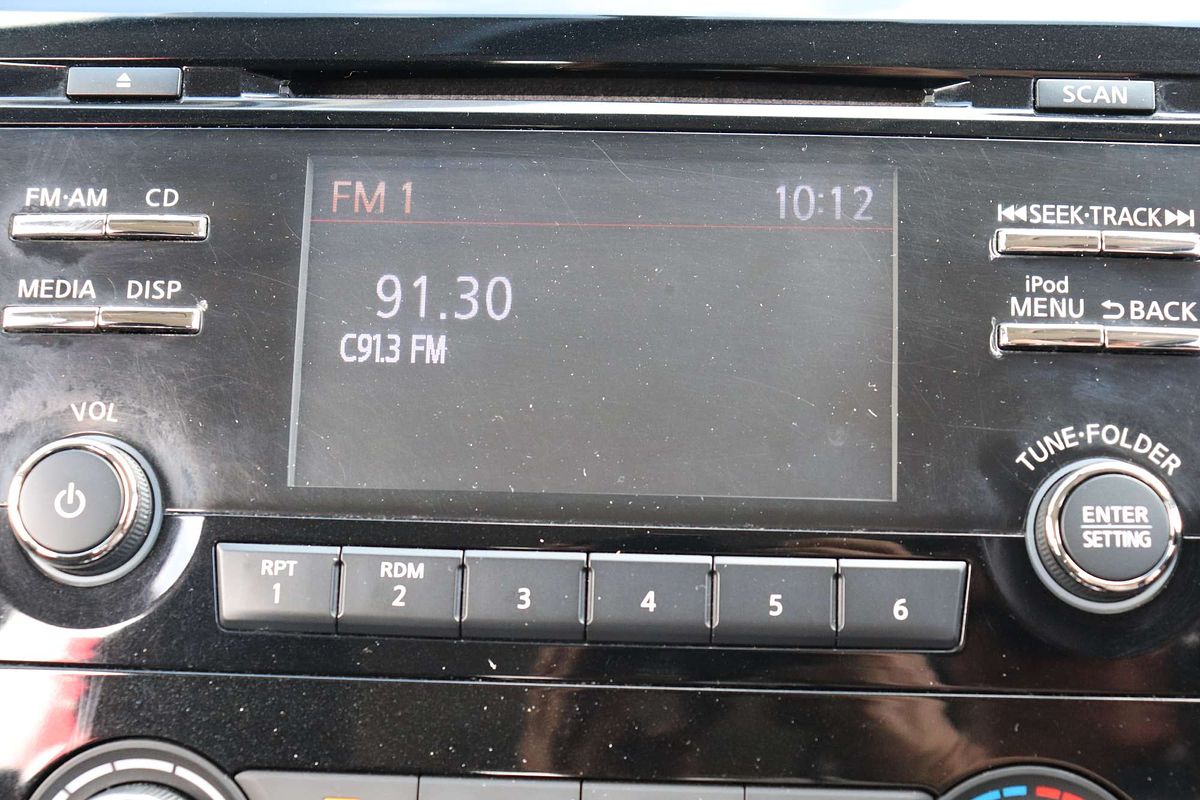 SCAN
FM·AM CD
MEDIA DISP
VOL
FM 1 10:12
91.30
C91.3 FM
SEEK·TRACK
iPod
MENU BACK
TUNE·FOLDER
ENTER
SETTING
RPT RDM
1 2 3 4 5 6